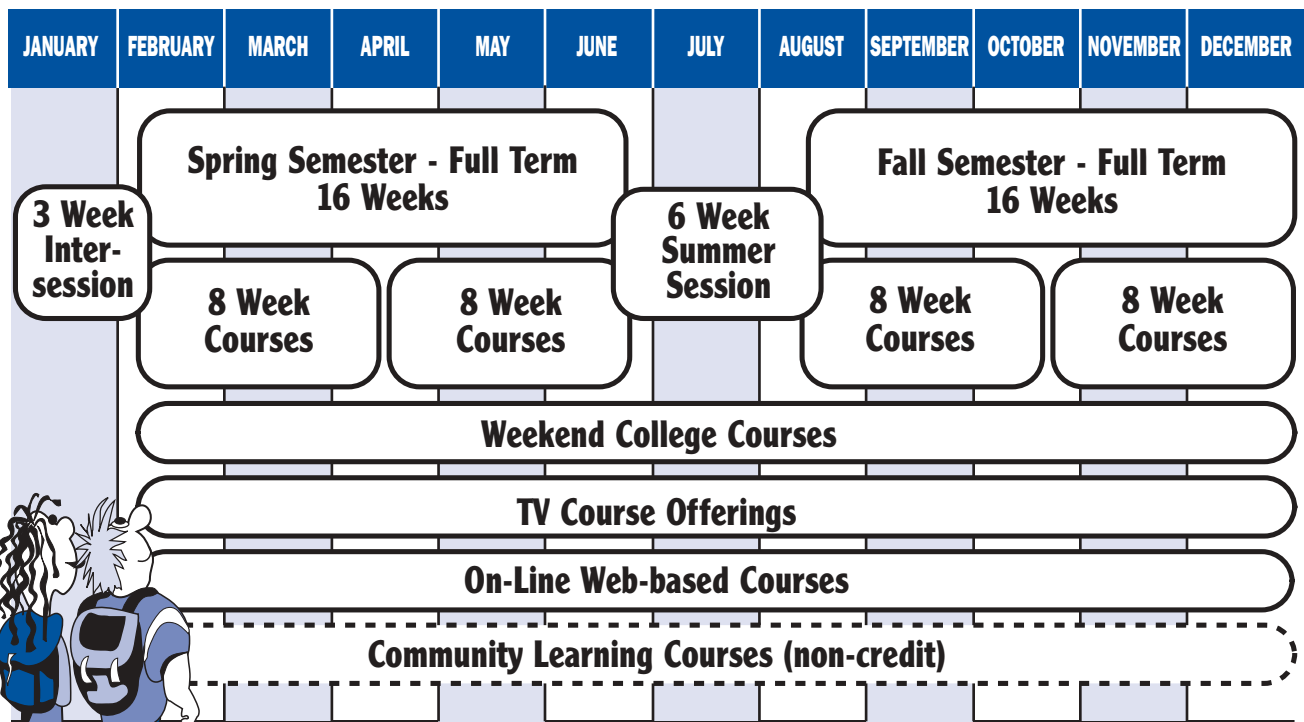 JANUARY FEBRUARY MARCH APRIL MAY JUNE JULY AUGUST SEPTEMBER OCTOBER NOVEMBER DECEMBER
Spring Semester - Full Term
16 Weeks
Fall Semester - Full Term
16 Weeks
3 Week
Inter-
session
6 Week
Summer
Session
8 Week
Courses
8 Week
Courses
8 Week
Courses
8 Week
Courses
Weekend College Courses
TV Course Offerings
On-Line Web-based Courses
Community Learning Courses (non-credit)